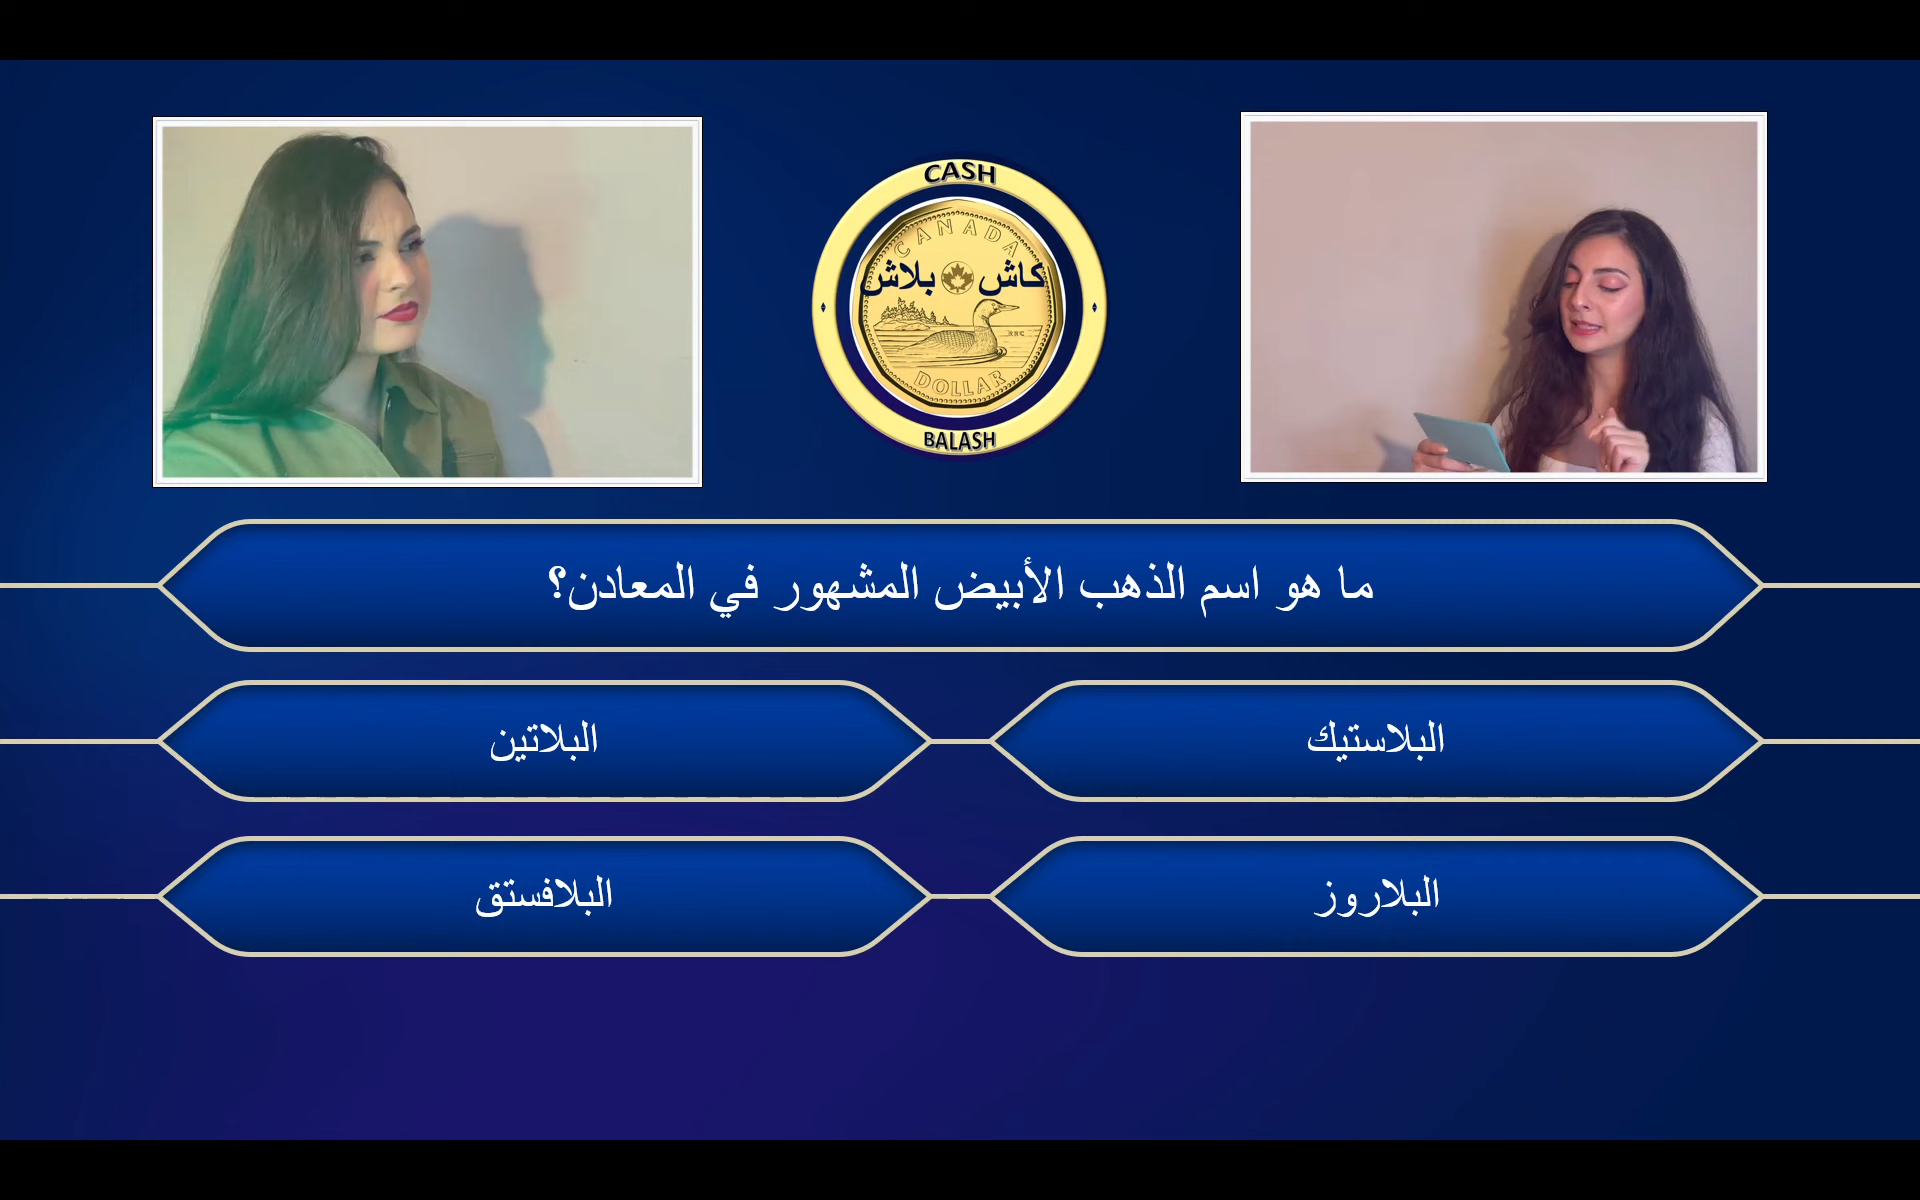 CASH
CANADA
كاش بلاش
DOLLAR
BALASH
ما هو اسم الذهب الأبيض المشهور في المعادن؟
البلاستيك
البلاتين
البلاروز
البلافستق